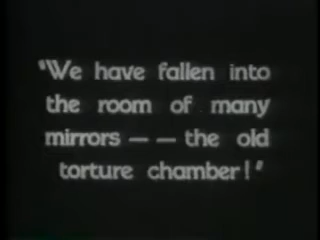 "We have fallen into
the room of many
mirrors — — the old
torture chamber!"